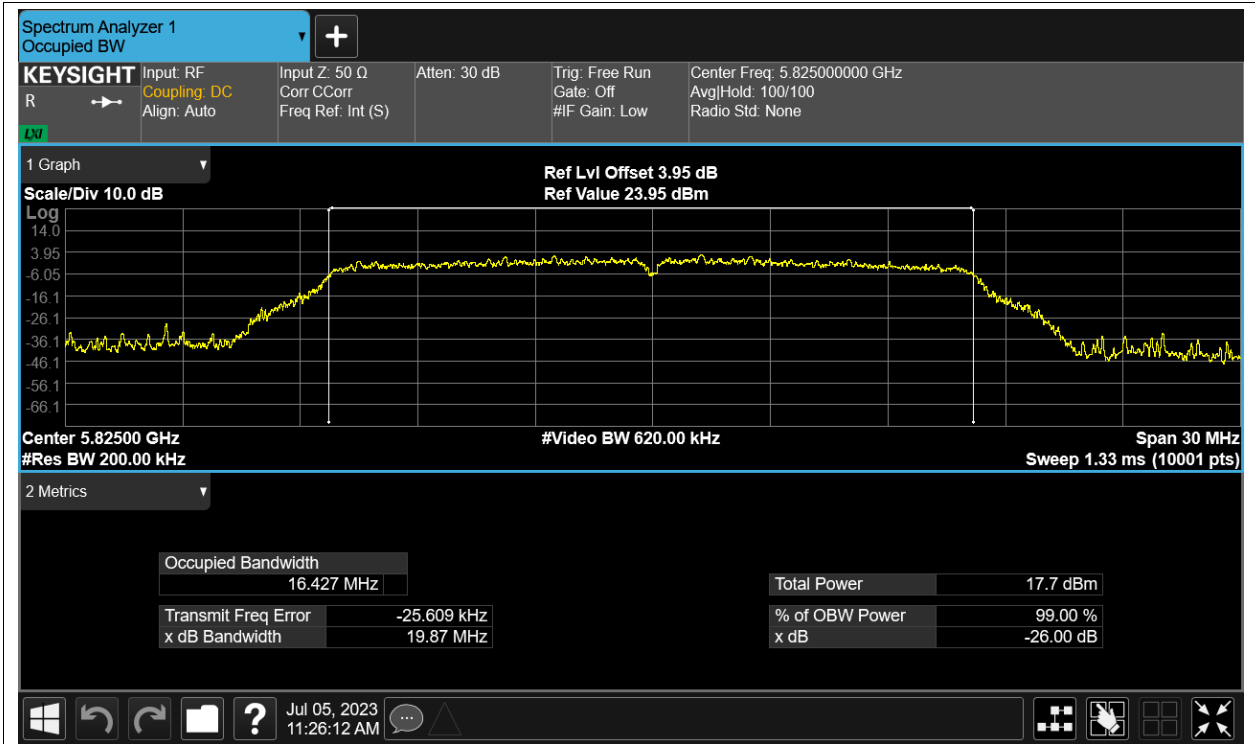 Spectrum Analyzer 1
Occupied BW
KEYSIGHT Input: RF Input Z: 50 Ω Atten: 30 dB Trig: Free Run Center Freq: 5.825000000 GHz
R Coupling: DC Corr CCorr Gate: Off Avg|Hold: 100/100
Align: Auto Freq Ref: Int (S) #IF Gain: Low Radio Std: None
LXI
1 Graph
Ref Lvl Offset 3.95 dB
Scale/Div 10.0 dB Ref Value 23.95 dBm
Log
14.0
3.95
-6.05
-16.1
-26.1
-36.1
-46.1
-56.1
-66.1
Center 5.82500 GHz #Video BW 620.00 kHz Span 30 MHz
#Res BW 200.00 kHz Sweep 1.33 ms (10001 pts)
2 Metrics
Occupied Bandwidth
16.427 MHz Total Power 17.7 dBm
Transmit Freq Error -25.609 kHz % of OBW Power 99.00 %
x dB Bandwidth 19.87 MHz x dB -26.00 dB
? Jul 05, 2023
11:26:12 AM